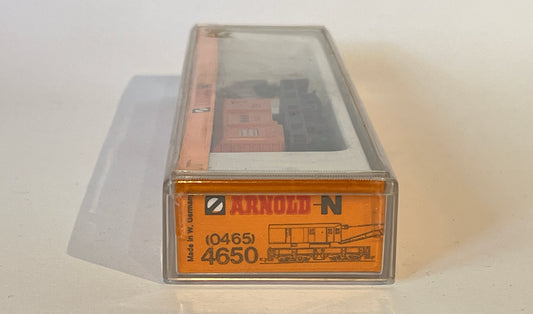 ARNOLD-N
Made in W. Germany
(0465)
4650